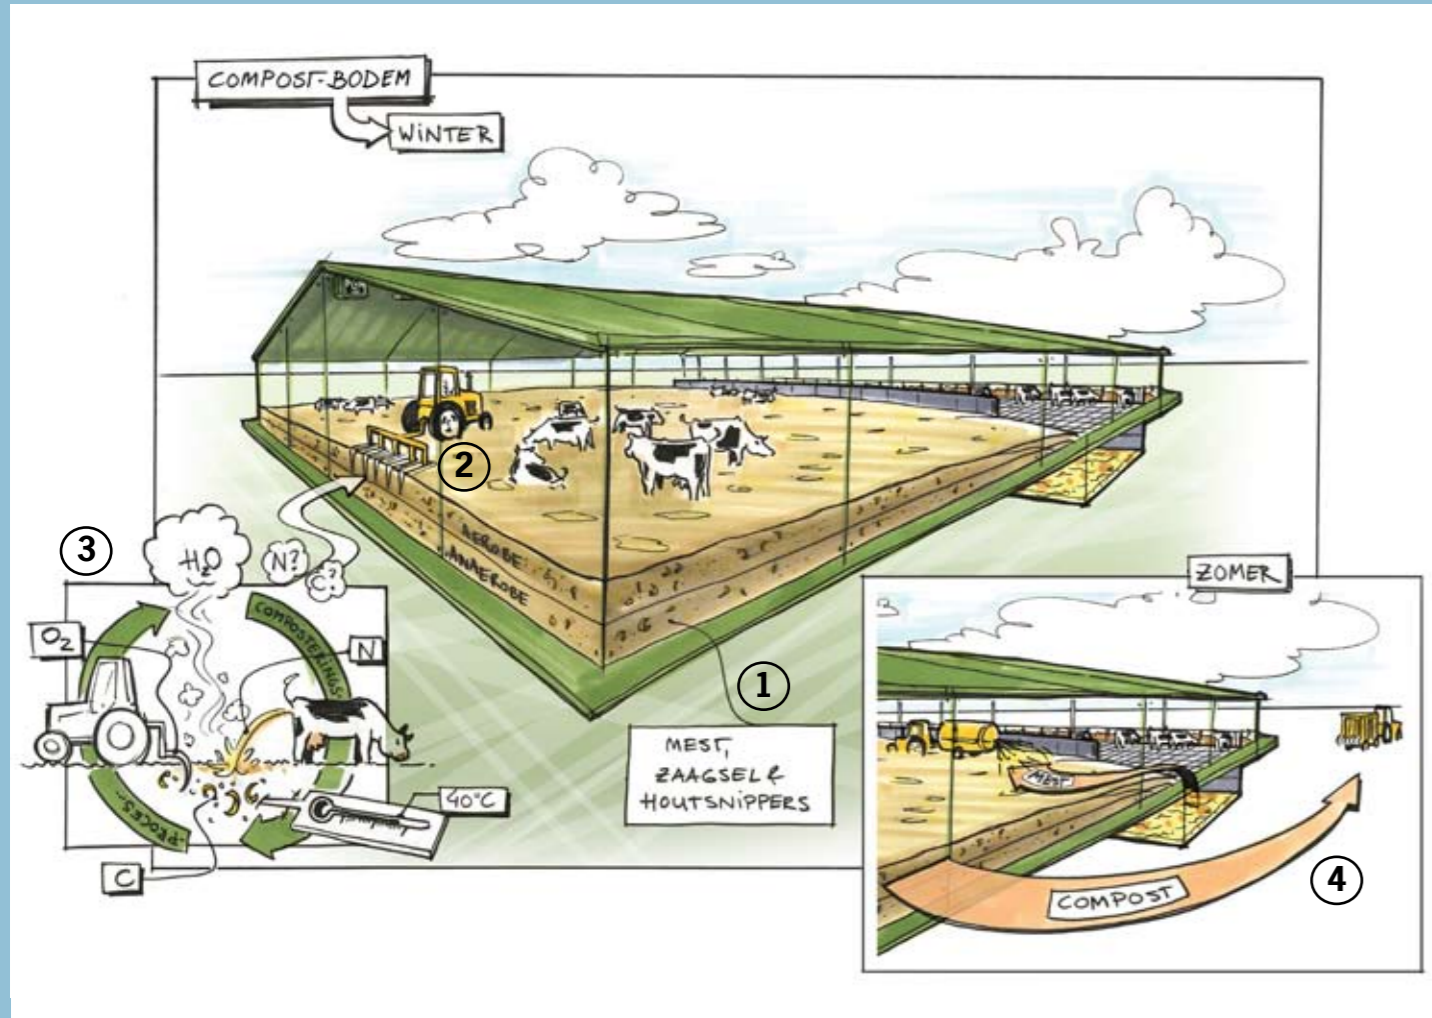 COMPOST-BODEM
WINTER
2
AEROBE
ANAEROBE
3
H2O
N?
C?
O2
COMPOSTERINGS-
N
PROCES...
40°C
C
1
MEST,
ZAAGSEL &
HOUTSNIPPERS
ZOMER
MEST
COMPOST
4